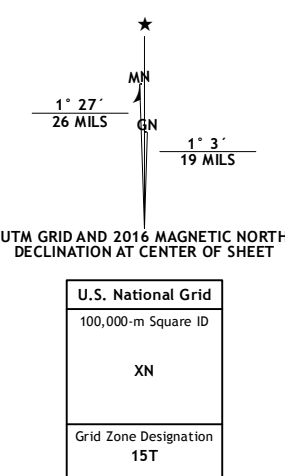 ★
MN
1° 27´
26 MILS
GN
1° 3´
19 MILS
UTM GRID AND 2016 MAGNETIC NORTH
DECLINATION AT CENTER OF SHEET
U.S. National Grid
100,000-m Square ID
XN
Grid Zone Designation
15T